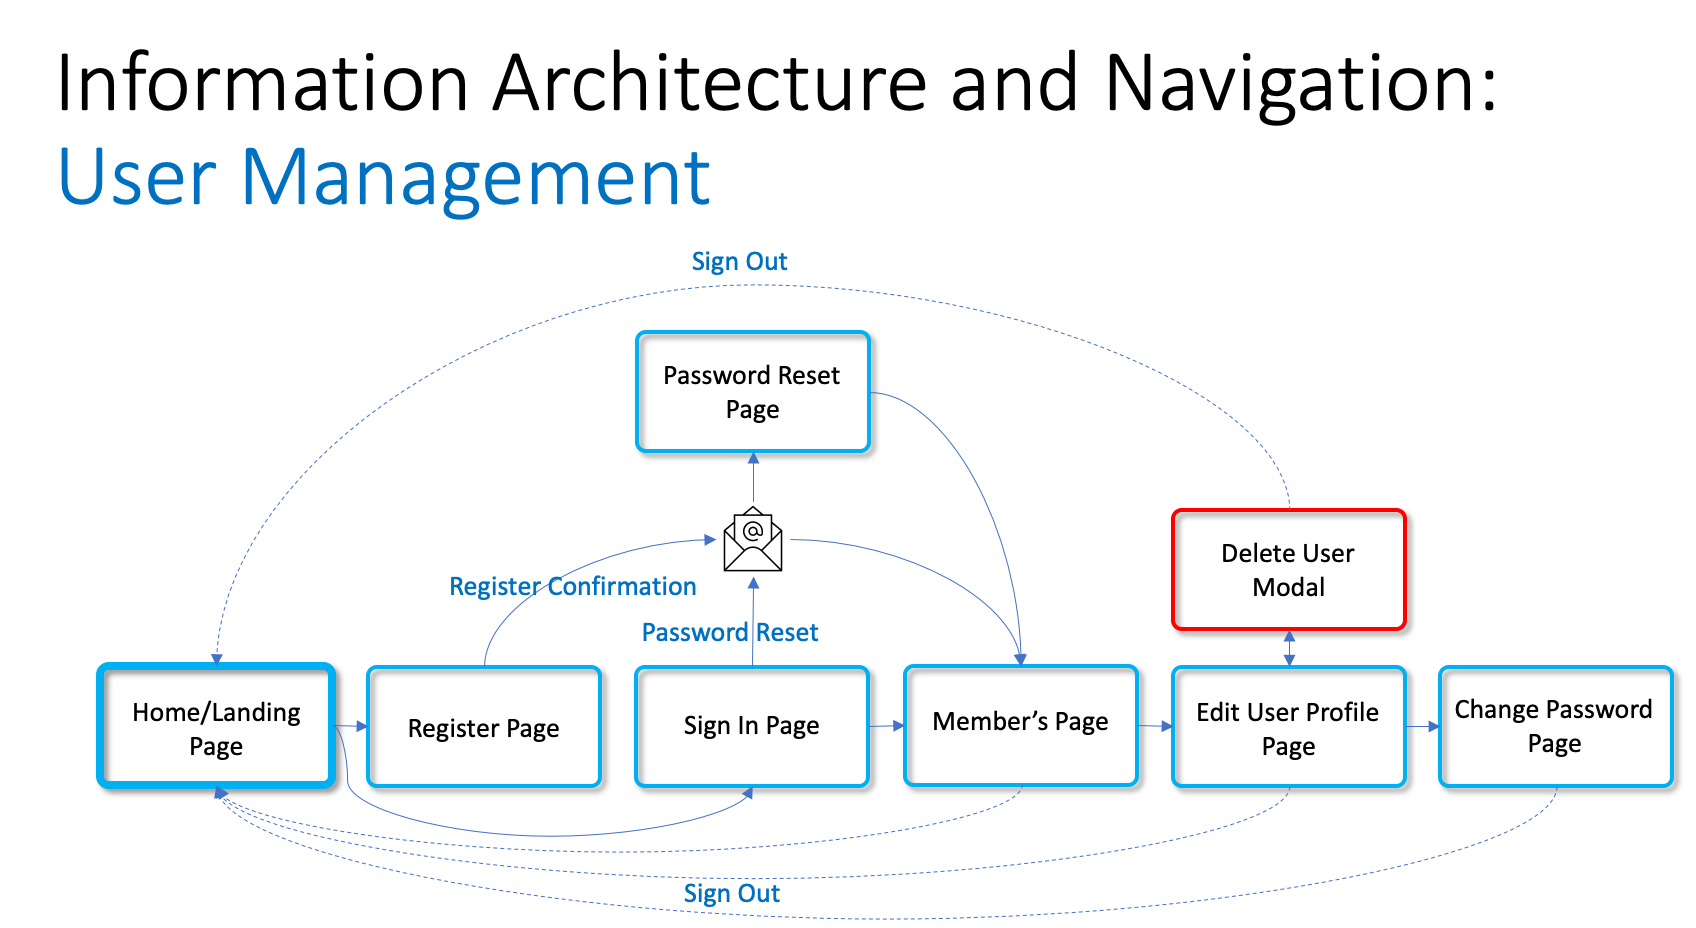 Information Architecture and Navigation:
User Management
Sign Out
Password Reset
Page
@
Register Confirmation
Password Reset
Delete User
Modal
Home/Landing
Page
Register Page
Sign In Page
Member’s Page
Edit User Profile
Page
Change Password
Page
Sign Out